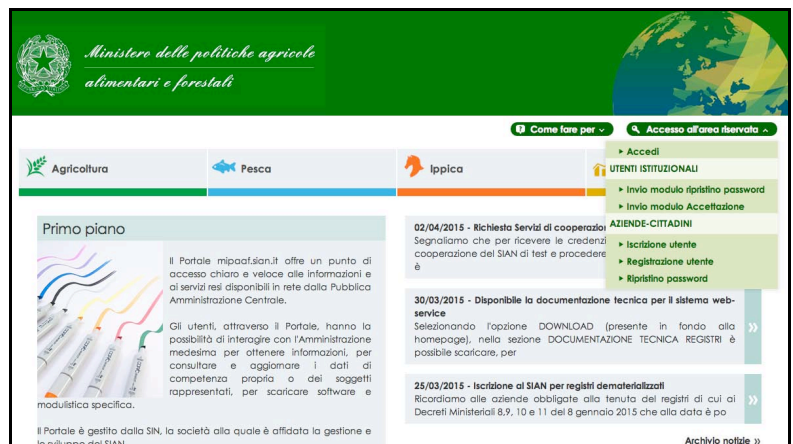 Ministero delle politiche agricole
alimentari e forestali
Come fare per
Accesso all'area riservata
Agricoltura
Pesca
Ippica
Accedi
UTENTI ISTITUZIONALI
Invio modulo ripristino password
Invio modulo Accettazione
AZIENDE-CITTADINI
Iscrizione utente
Registrazione utente
Ripristino password
Primo piano
Il Portale mipaaf.sian.it offre un punto di
accesso chiaro e veloce alle informazioni e
ai servizi resi disponibili in rete dalla Pubblica
Amministrazione Centrale.
Gli utenti, attraverso il Portale, hanno la
possibilità di interagire con l'Amministrazione
medesima per ottenere informazioni, per
consultare e aggiornare i dati di
competenza propria o dei soggetti
rappresentati, per scaricare software e
modulistica specifica.
Il Portale è gestito dalla SIN, la società alla quale è affidata la gestione e
lo sviluppo del SIAN.
02/04/2015 - Richiesta Servizi di cooperazion
Segnaliamo che per ricevere le credenzi
cooperazione del SIAN di test e procedere
è
30/03/2015 - Disponibile la documentazione tecnica per il sistema web-
service
Selezionando l'opzione DOWNLOAD (presente in fondo alla
homepage), nella sezione DOCUMENTAZIONE TECNICA REGISTRI è
possibile scaricare, per
»
25/03/2015 - Iscrizione al SIAN per registri dematerializzati
Ricordiamo alle aziende obbligate alla tenuta del registri di cui ai
Decreti Ministeriali 8,9, 10 e 11 del 8 gennaio 2015 che alla data è po
»
Archivio notizie »